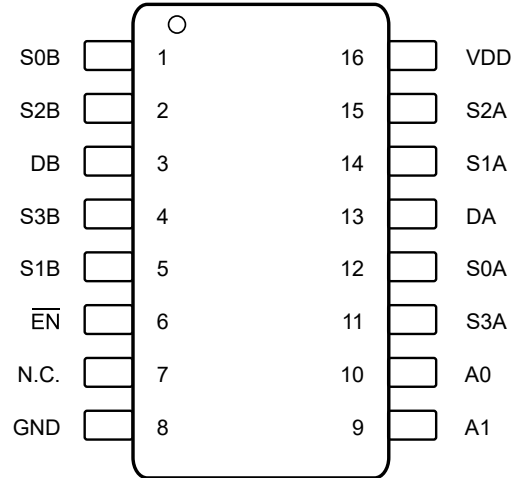 S0B 1 16 VDD
S2B 2 15 S2A
DB 3 14 S1A
S3B 4 13 DA
S1B 5 12 S0A
EN 6 11 S3A
N.C. 7 10 A0
GND 8 9 A1